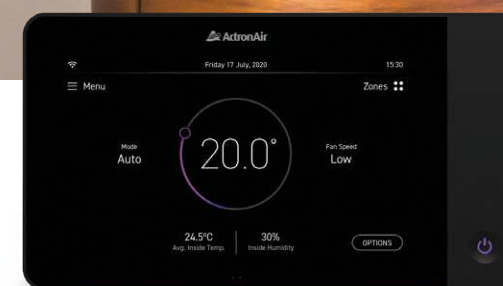 ActronAir
Friday 17 July, 2020
15:30
Menu
Zones
Mode
Auto
20.0°
Fan Speed
Low
24.5°C
Avg. Inside Temp.
30%
Inside Humidity
OPTIONS